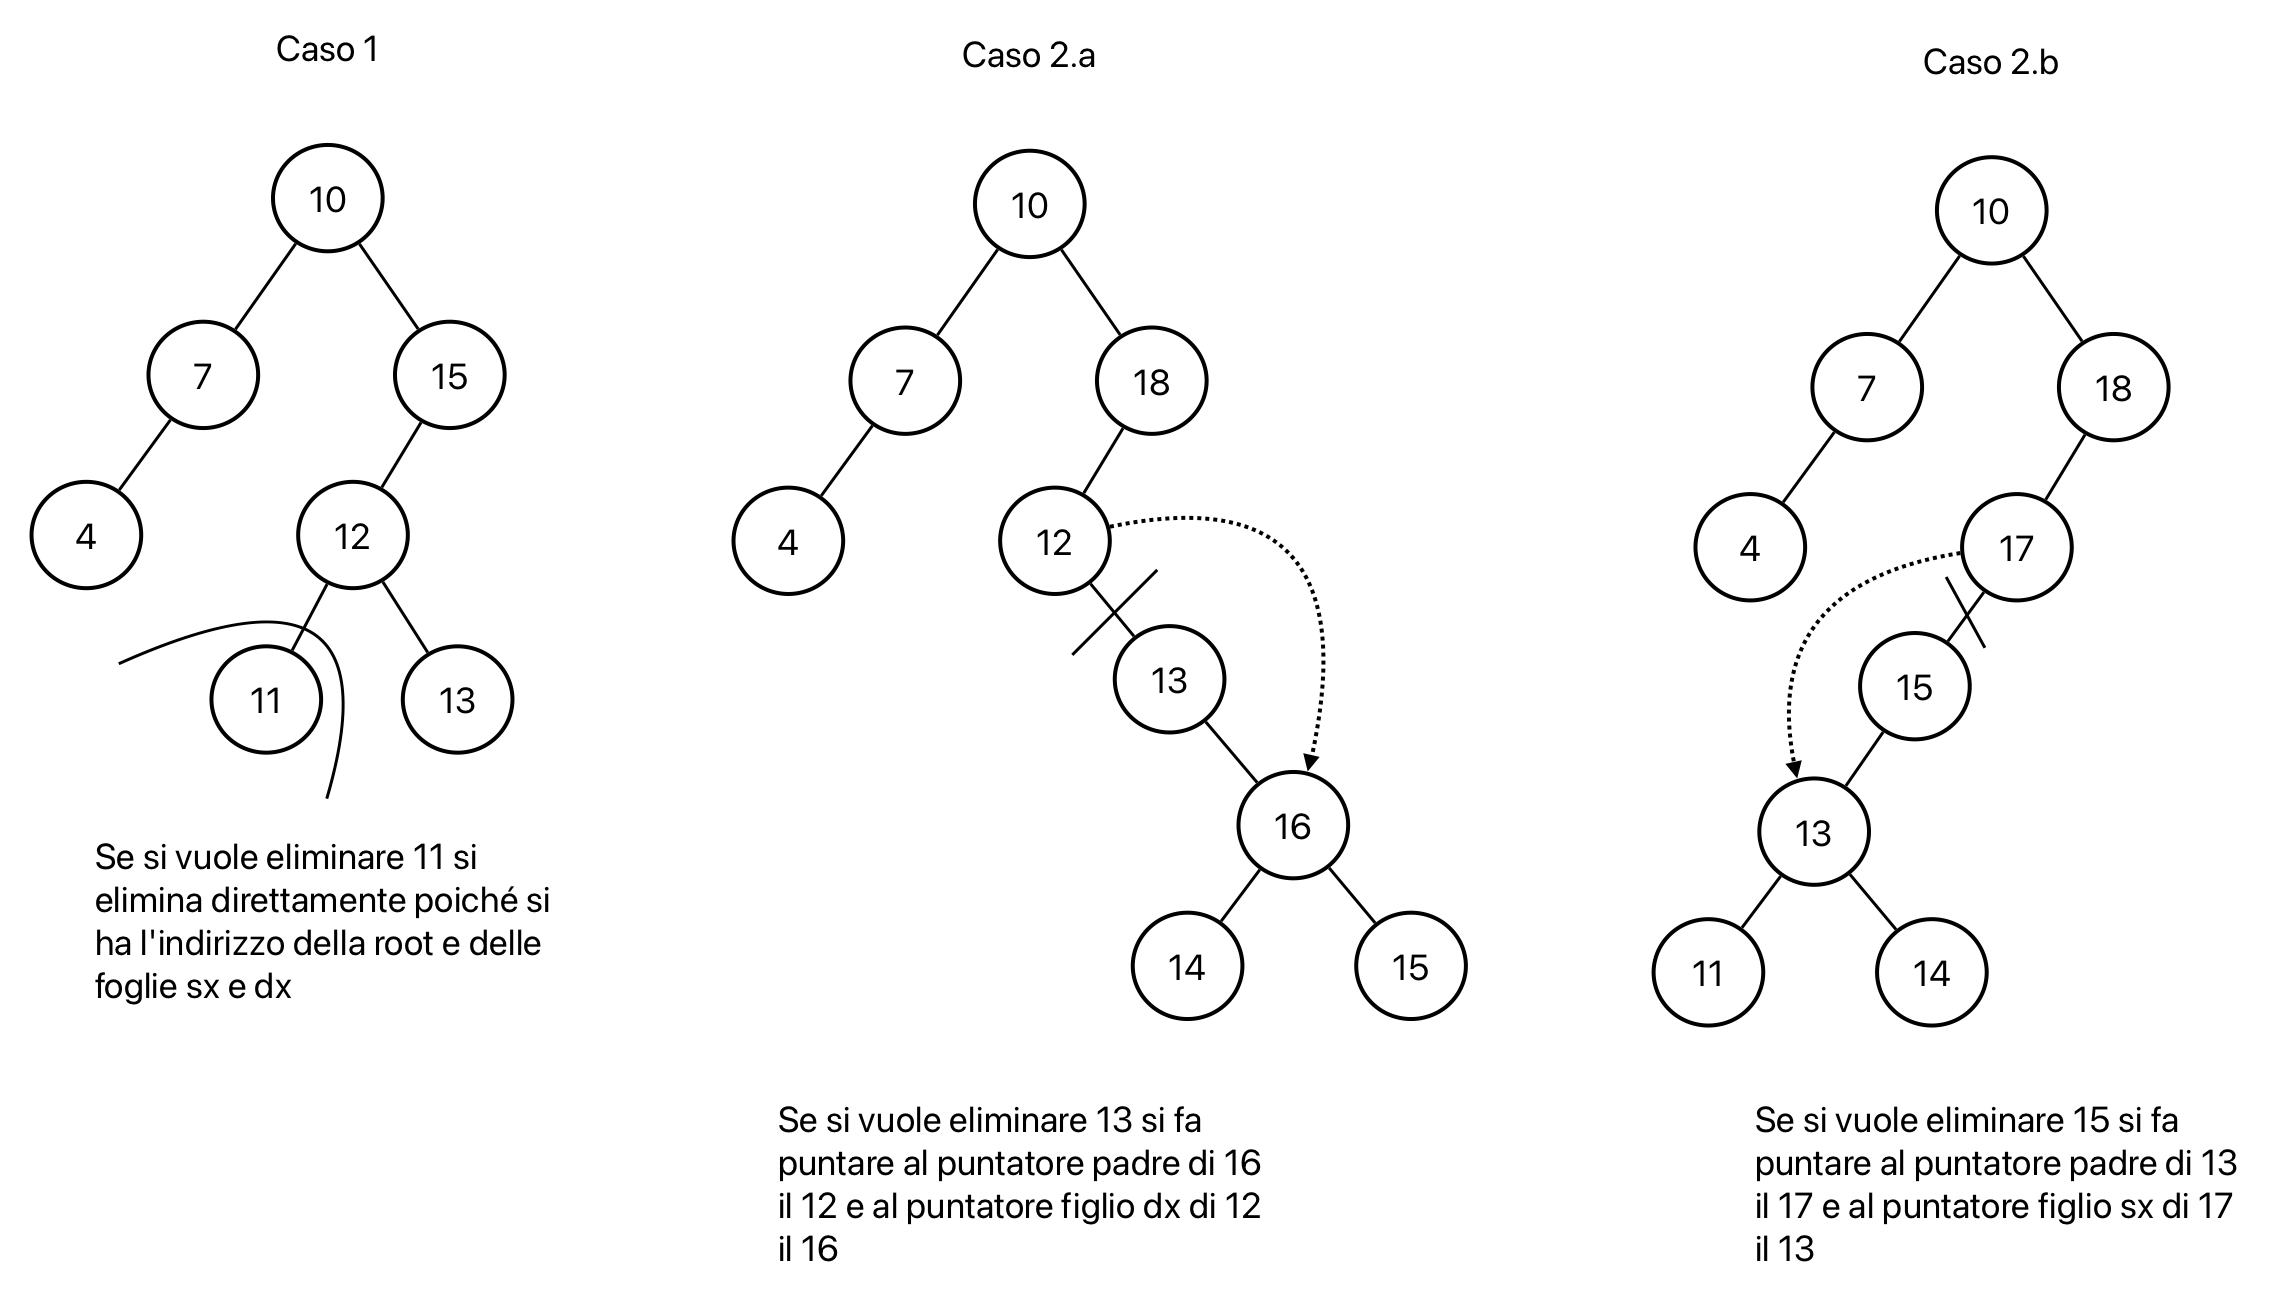 Caso 1
10
7
15
4
12
11
13
Se si vuole eliminare 11 si
elimina direttamente poiché si
ha l'indirizzo della root e delle
foglie sx e dx
Caso 2.a
10
7
18
4
12
13
16
14
15
Se si vuole eliminare 13 si fa
puntare al puntatore padre di 16
il 12 e al puntatore figlio dx di 12
il 16
Caso 2.b
10
7
18
4
17
15
13
11
14
Se si vuole eliminare 15 si fa
puntare al puntatore padre di 13
il 17 e al puntatore figlio sx di 17
il 13